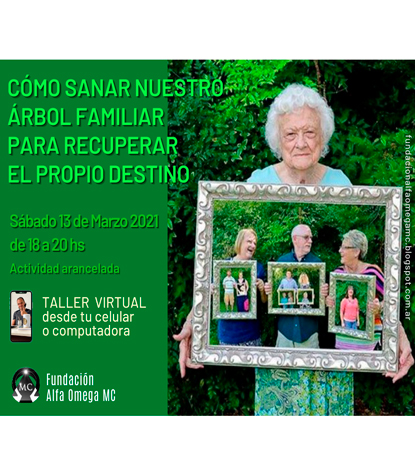 CÓMO SANAR NUESTRO
ÁRBOL FAMILIAR
PARA RECUPERAR
EL PROPIO DESTINO
Sábado 13 de Marzo 2021
de 18 a 20 hs
Actividad arancelada
TALLER VIRTUAL
desde tu celular
o computadora
MC
Fundación
Alfa Omega MC
fundacionalfaomegamc.blogspot.com.ar